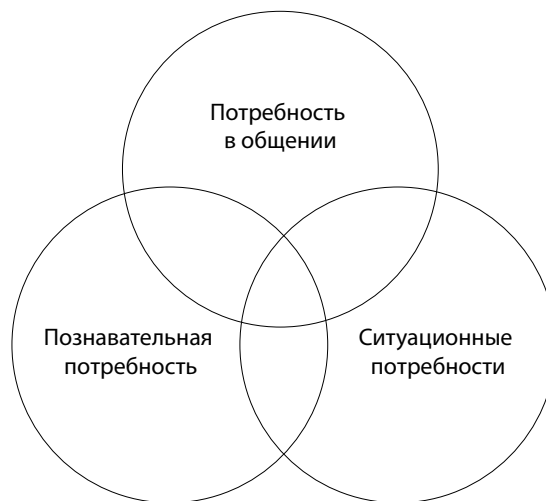 Потребность
в общении
Познавательная
потребность
Ситуационные
потребности